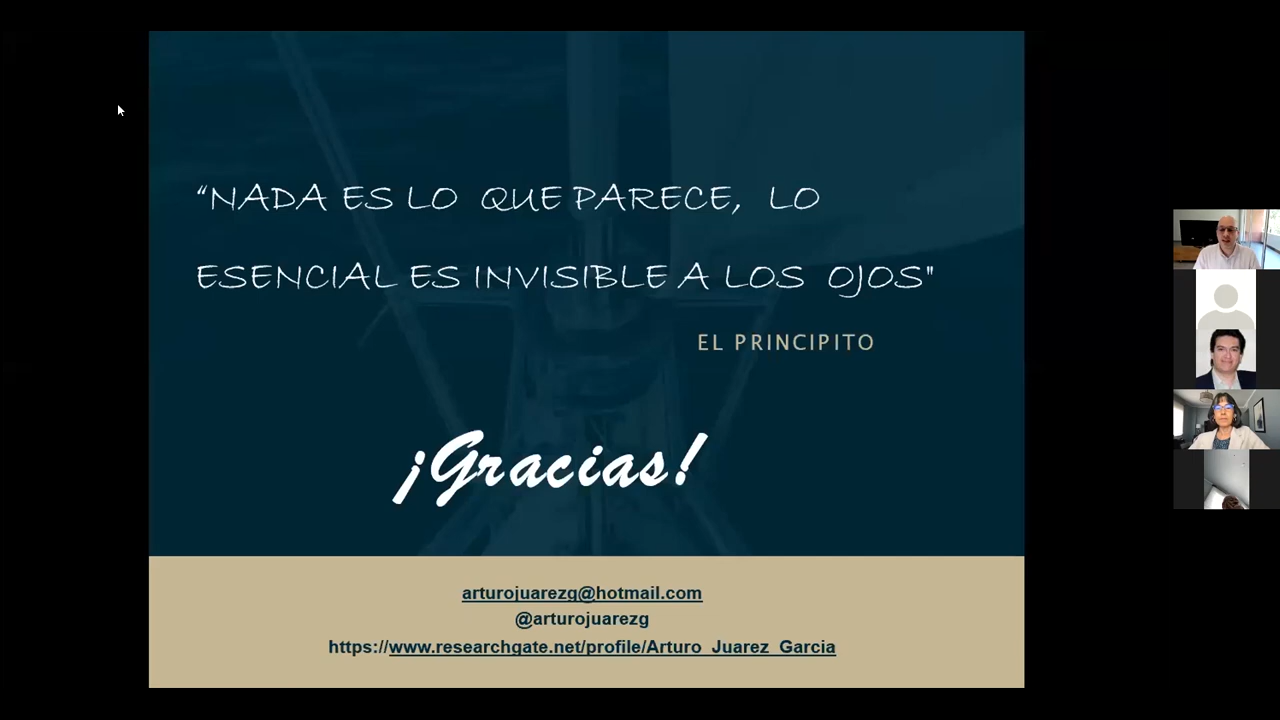 “NADA ES LO QUE PARECE, LO
ESENCIAL ES INVISIBLE A LOS OJOS"
EL PRINCIPITO
¡Gracias!
arturojuarezg@hotmail.com
@arturojuarezg
https://www.researchgate.net/profile/Arturo_Juarez_Garcia